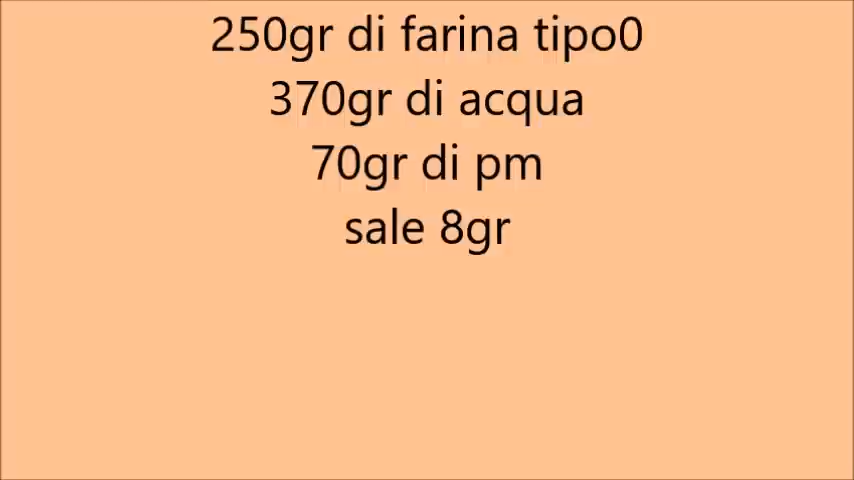 250gr di farina tipo0
370gr di acqua
70gr di pm
sale 8gr